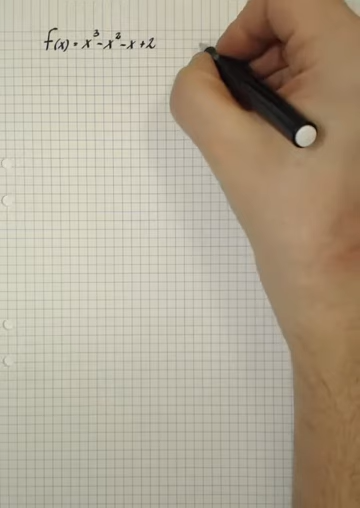 f(x) = x³ - x² - x + 2